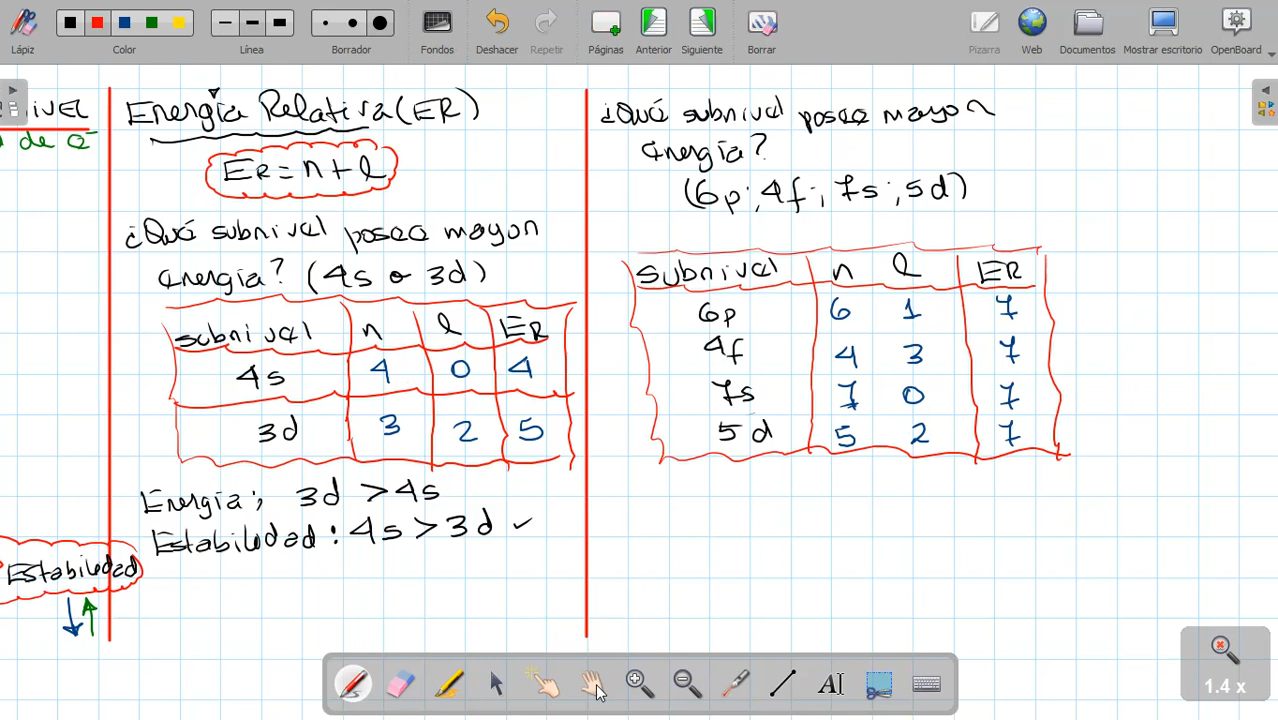 Lápiz
Color
Línea
Borrador
Fondos
Deshacer
Repetir
Páginas
Anterior
Siguiente
Borrar
Pizarra
Web
Documentos
Mostrar escritorio
OpenBoard
NIVEL
de e-
Estabilidad
Energía Relativa (ER)
ER = n + l
¿Qué subnivel posee mayor
energía? (4s o 3d)
subnivel n l ER
4s 4 0 4
3d 3 2 5
Energía: 3d > 4s
Estabilidad: 4s > 3d
¿Qué subnivel posee mayor
energía?
(6p; 4f; 7s; 5d)
Subnival n l ER
6p 6 1 7
4f 4 3 7
7s 7 0 7
5d 5 2 7
1.4 x